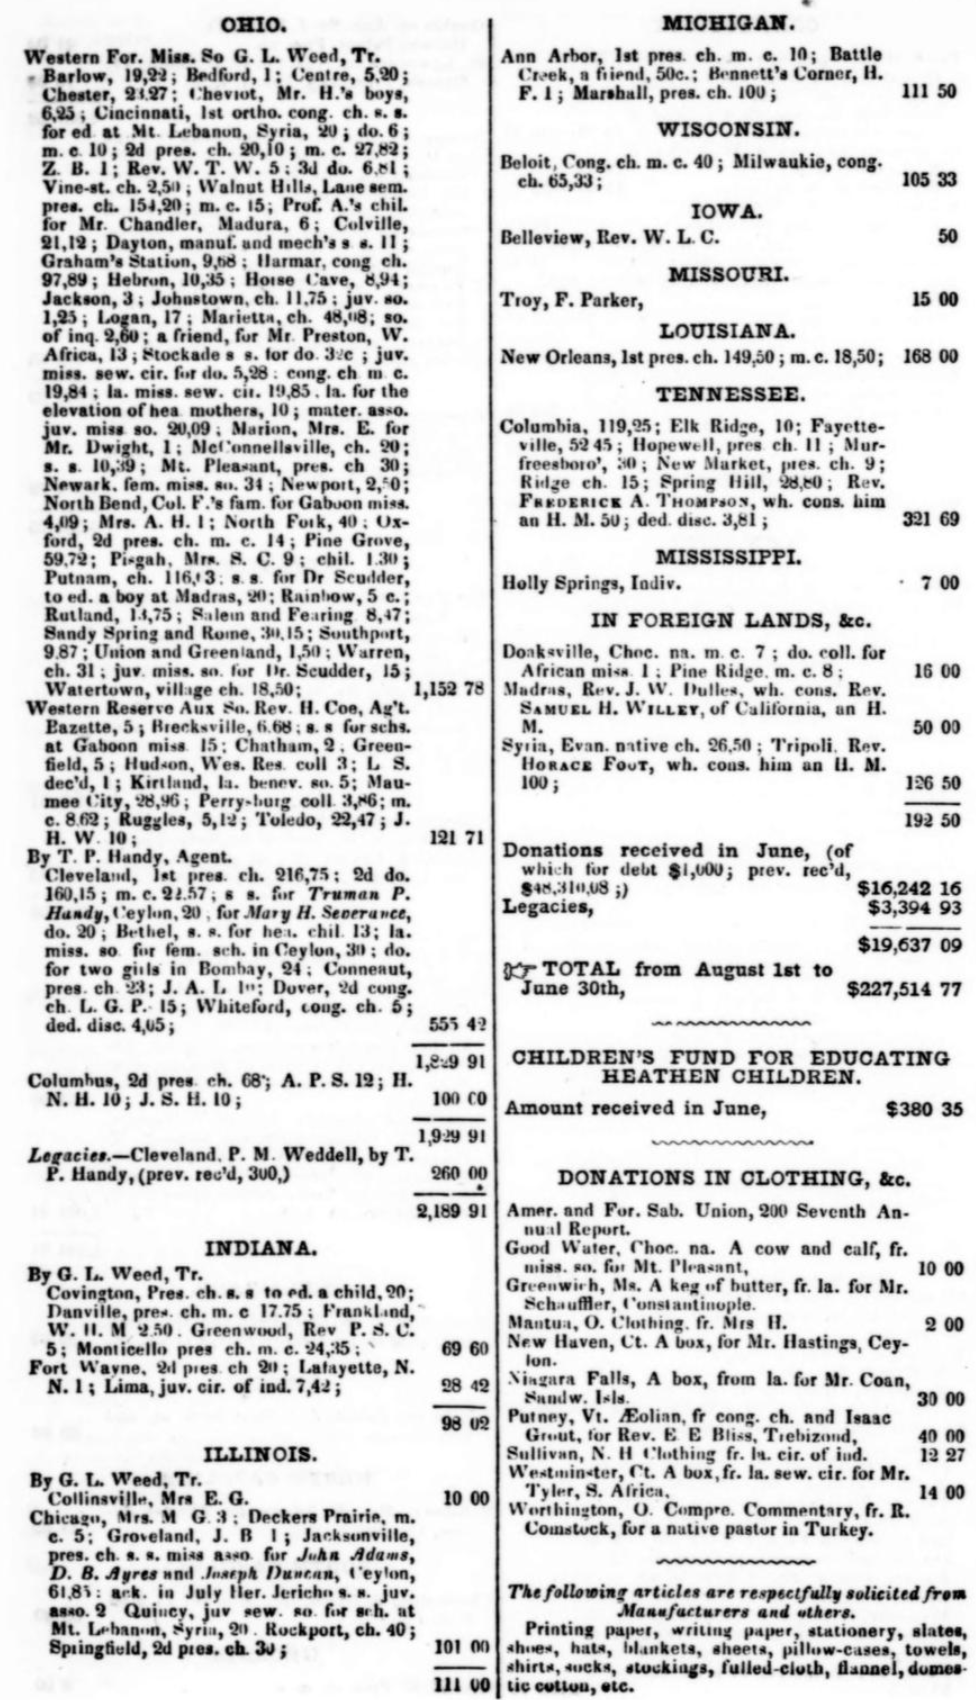 OHIO.
Western For. Miss. So G. L. Weed, Tr.
Barlow, 19,22; Bedford, 1; Centre, 5,20;
Chester, 23.27; Cheviot, Mr. H.'s boys,
6,25; Cincinnati, 1st ortho. cong. ch. s. s.
for ed at Mt. Lebanon, Syria, 20; do. 6;
m. c. 10; 2d pres. ch. 20,10; m. c. 27,82;
Z. B. 1; Rev. W. T. W. 5; 3d do. 6,81;
Vine-st. ch. 2,50; Walnut Hills, Lane sem.
pres. ch. 154,20; m. c. 15; Prof. A.'s chil.
for Mr. Chandler, Madura, 6; Colville,
21,12; Dayton, manuf. and mech's s s. 11;
Graham's Station, 9,68; Harmar, cong ch.
97,89; Hebron, 10,35; Horse Cave, 8,94;
Jackson, 3; Johnstown, ch. 11,75; juv. so.
1,25; Logan, 17; Marietta, ch. 48,08; so.
of inq. 2,60; a friend, for Mr. Preston, W.
Africa, 13; Stockade s s. for do. 32c; juv.
miss. sew. cir. for do. 5,28; cong. ch m c.
19,84; la. miss. sew. cir. 19,85. la. for the
elevation of hea mothers, 10; mater. asso.
juv. miss so. 20,09; Marion, Mrs. E. for
Mr. Dwight, 1; McConnellsville, ch. 20;
s. s. 10,39; Mt. Pleasant, pres. ch 30;
Newark. fem. miss. so. 34; Newport, 2,50;
North Bend, Col. F.'s fam. for Gaboon miss.
4,09; Mrs. A. H. 1; North Fork, 40; Ox-
ford, 2d pres. ch. m. c. 14; Pine Grove,
59,72; Pisgah, Mrs. S. C. 9; chil. 1.30;
Putnam, ch. s. s. for Dr Scudder,
to ed. a boy at Madras, 20; Rainbow, 5 c.;
Rutland, 13,75; Salem and Fearing 8,47;
Sandy Spring and Rome, 30,15; Southport,
9.87; Union and Greenland, 1,50; Warren,
ch. 31; juv. miss. so. for Dr. Scudder, 15;
Watertown, village ch. 18,50; 1,152 78
Western Reserve Aux So. Rev. H. Coe, Ag't.
Bazette, 5; Brecksville, 6.68; s. s for schs.
at Gaboon miss 15; Chatham, 2, Green-
field, 5; Hudson, Wes. Res. coll 3; L S.
dec'd, 1; Kirtland, la. benev. so. 5; Mau-
mee City, 28,96; Perrysburg coll 3,86; m.
c. 8.62; Ruggles, 5,12; Toledo, 22,47; J.
H. W. 10; 121 71
By T. P. Handy, Agent.
Cleveland, 1st pres. ch. 216,75; 2d do.
160,15; m. c. 22.57; s s. for Truman P.
Handy, Ceylon, 20, for Mary H. Severance,
do. 20; Bethel, s. s. for hea. chil. 13; la.
miss. so for fem. sch. in Ceylon, 30; do.
for two girls in Bombay, 24; Conneaut,
pres. ch 23; J. A. L 10; Dover, 2d cong.
ch. L. G. P. 15; Whiteford, cong. ch. 5;
ded. disc. 4,05; 555 42
1,829 91
Columbus, 2d pres. ch. 68; A. P. S. 12; H.
N. H. 10; J. S. H. 10; 100 00
1,929 91
Legacies.—Cleveland. P. M. Weddell, by T.
P. Handy, (prev. rec'd, 300,) 260 00
2,189 91
INDIANA.
By G. L. Weed, Tr.
Covington, Pres. ch. s. s to ed. a child, 20;
Danville, pres. ch. m. c 17.75; Frankland,
W. H. M 2.50. Greenwood, Rev P. S. C.
5; Monticello pres ch. m. c. 24,35; 69 60
Fort Wayne, 2d pres ch 20; Lafayette, N.
N. 1; Lima, juv. cir. of ind. 7,42; 28 42
98 02
ILLINOIS.
By G. L. Weed, Tr.
Collinsville, Mrs E. G. 10 00
Chicago, Mrs. M G. 3; Deckers Prairie, m.
c. 5; Groveland, J. B 1; Jacksonville,
pres. ch. s. s. miss asso. for John Adams,
D. B. Ayres and Joseph Duncan, Ceylon,
61,85; ack. in July Her. Jericho s. s. juv.
asso. 2 Quincy, juv sew. so. for sch. at
Mt. Lebanon, Syria, 20. Rockport, ch. 40;
Springfield, 2d pres. ch. 30; 101 00
111 00
MICHIGAN.
Ann Arbor, 1st pres. ch. m. c. 10; Battle
Creek, a friend, 50c.; Bennett's Corner, H.
F. 1; Marshall, pres. ch. 100; 111 50
WISCONSIN.
Beloit, Cong. ch. m. c. 40; Milwaukie, cong.
ch. 65,33; 105 33
IOWA.
Belleview, Rev. W. L. C. 50
MISSOURI.
Troy, F. Parker, 15 00
LOUISIANA.
New Orleans, 1st pres. ch. 149,50; m. c. 18,50; 168 00
TENNESSEE.
Columbia, 119,25; Elk Ridge, 10; Fayette-
ville, 52 45; Hopewell, pres ch. 11; Mur-
freesboro', 30; New Market, pres. ch. 9;
Ridge ch. 15; Spring Hill, 28,80; Rev.
FREDERICK A. THOMPSON, wh. cons. him
an H. M. 50; ded. disc. 3,81; 321 69
MISSISSIPPI.
Holly Springs, Indiv. 7 00
IN FOREIGN LANDS, &c.
Doaksville, Choc. na. m. c. 7; do. coll. for
African miss. 1; Pine Ridge. m. c. 8; 16 00
Madras, Rev. J. W. Dulles, wh. cons. Rev.
SAMUEL H. WILLEY, of California, an H.
M. 50 00
Syria, Evan. native ch. 26,50; Tripoli. Rev.
HORACE FOOT, wh. cons. him an H. M.
100; 126 50
192 50
Donations received in June, (of
which for debt $1,000; prev. rec'd,
$48,310,08;) $16,242 16
Legacies, $3,394 93
$19,637 09
☞ TOTAL from August 1st to
June 30th, $227,514 77
CHILDREN'S FUND FOR EDUCATING
HEATHEN CHILDREN.
Amount received in June, $380 35
DONATIONS IN CLOTHING, &c.
Amer. and For. Sab. Union, 200 Seventh An-
nual Report.
Good Water, Choc. na. A cow and calf, fr.
miss. so. for Mt. Pleasant, 10 00
Greenwich, Ms. A keg of butter, fr. la. for Mr.
Schauffler, Constantinople.
Mantua, O. Clothing. fr. Mrs H. 2 00
New Haven, Ct. A box, for Mr. Hastings, Cey-
lon.
Niagara Falls, A box, from la. for Mr. Coan,
Sandw. Isls. 30 00
Putney, Vt. Æolian, fr cong. ch. and Isaac
Grout, for Rev. E E Bliss, Trebizond, 40 00
Sullivan, N. H Clothing fr. la. cir. of ind. 12 27
Westminster, Ct. A box, fr. la. sew. cir. for Mr.
Tyler, S. Africa, 14 00
Worthington, O. Compre. Commentary, fr. R.
Comstock, for a native pastor in Turkey.
The following articles are respectfully solicited from
Manufacturers and others.
Printing paper, writing paper, stationery, slates,
shoes, hats, blankets, sheets, pillow-cases, towels,
shirts, socks, stockings, fulled-cloth, flannel, domes-
tic cotton, etc.